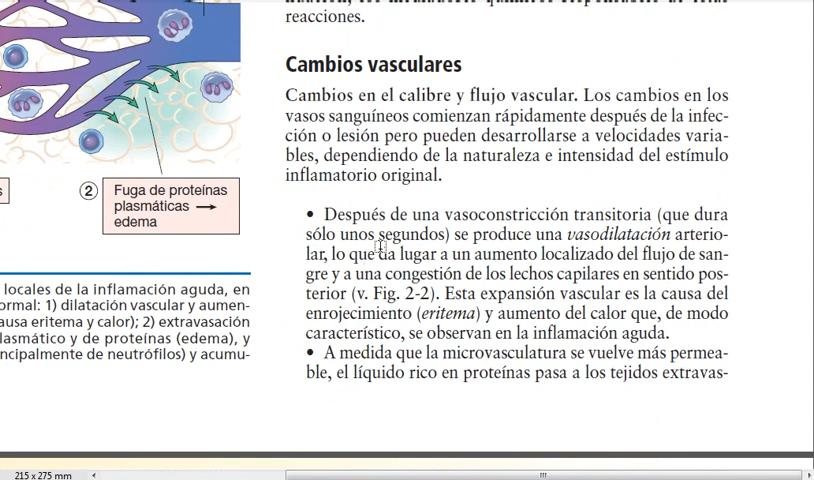 reacciones.
Cambios vasculares
Cambios en el calibre y flujo vascular. Los cambios en los
vasos sanguíneos comienzan rápidamente después de la infec-
ción o lesión pero pueden desarrollarse a velocidades varia-
bles, dependiendo de la naturaleza e intensidad del estímulo
inflamatorio original.
• Después de una vasoconstricción transitoria (que dura
sólo unos segundos) se produce una vasodilatación arterio-
lar, lo que da lugar a un aumento localizado del flujo de san-
gre y a una congestión de los lechos capilares en sentido pos-
terior (v. Fig. 2-2). Esta expansión vascular es la causa del
enrojecimiento (eritema) y aumento del calor que, de modo
característico, se observan en la inflamación aguda.
• A medida que la microvasculatura se vuelve más permea-
ble, el líquido rico en proteínas pasa a los tejidos extravas-
s
2 Fuga de proteínas
plasmáticas →
edema
locales de la inflamación aguda, en
ormal: 1) dilatación vascular y aumen-
ausa eritema y calor); 2) extravasación
lasmático y de proteínas (edema), y
ncipalmente de neutrófilos) y acumu-
215 x 275 mm